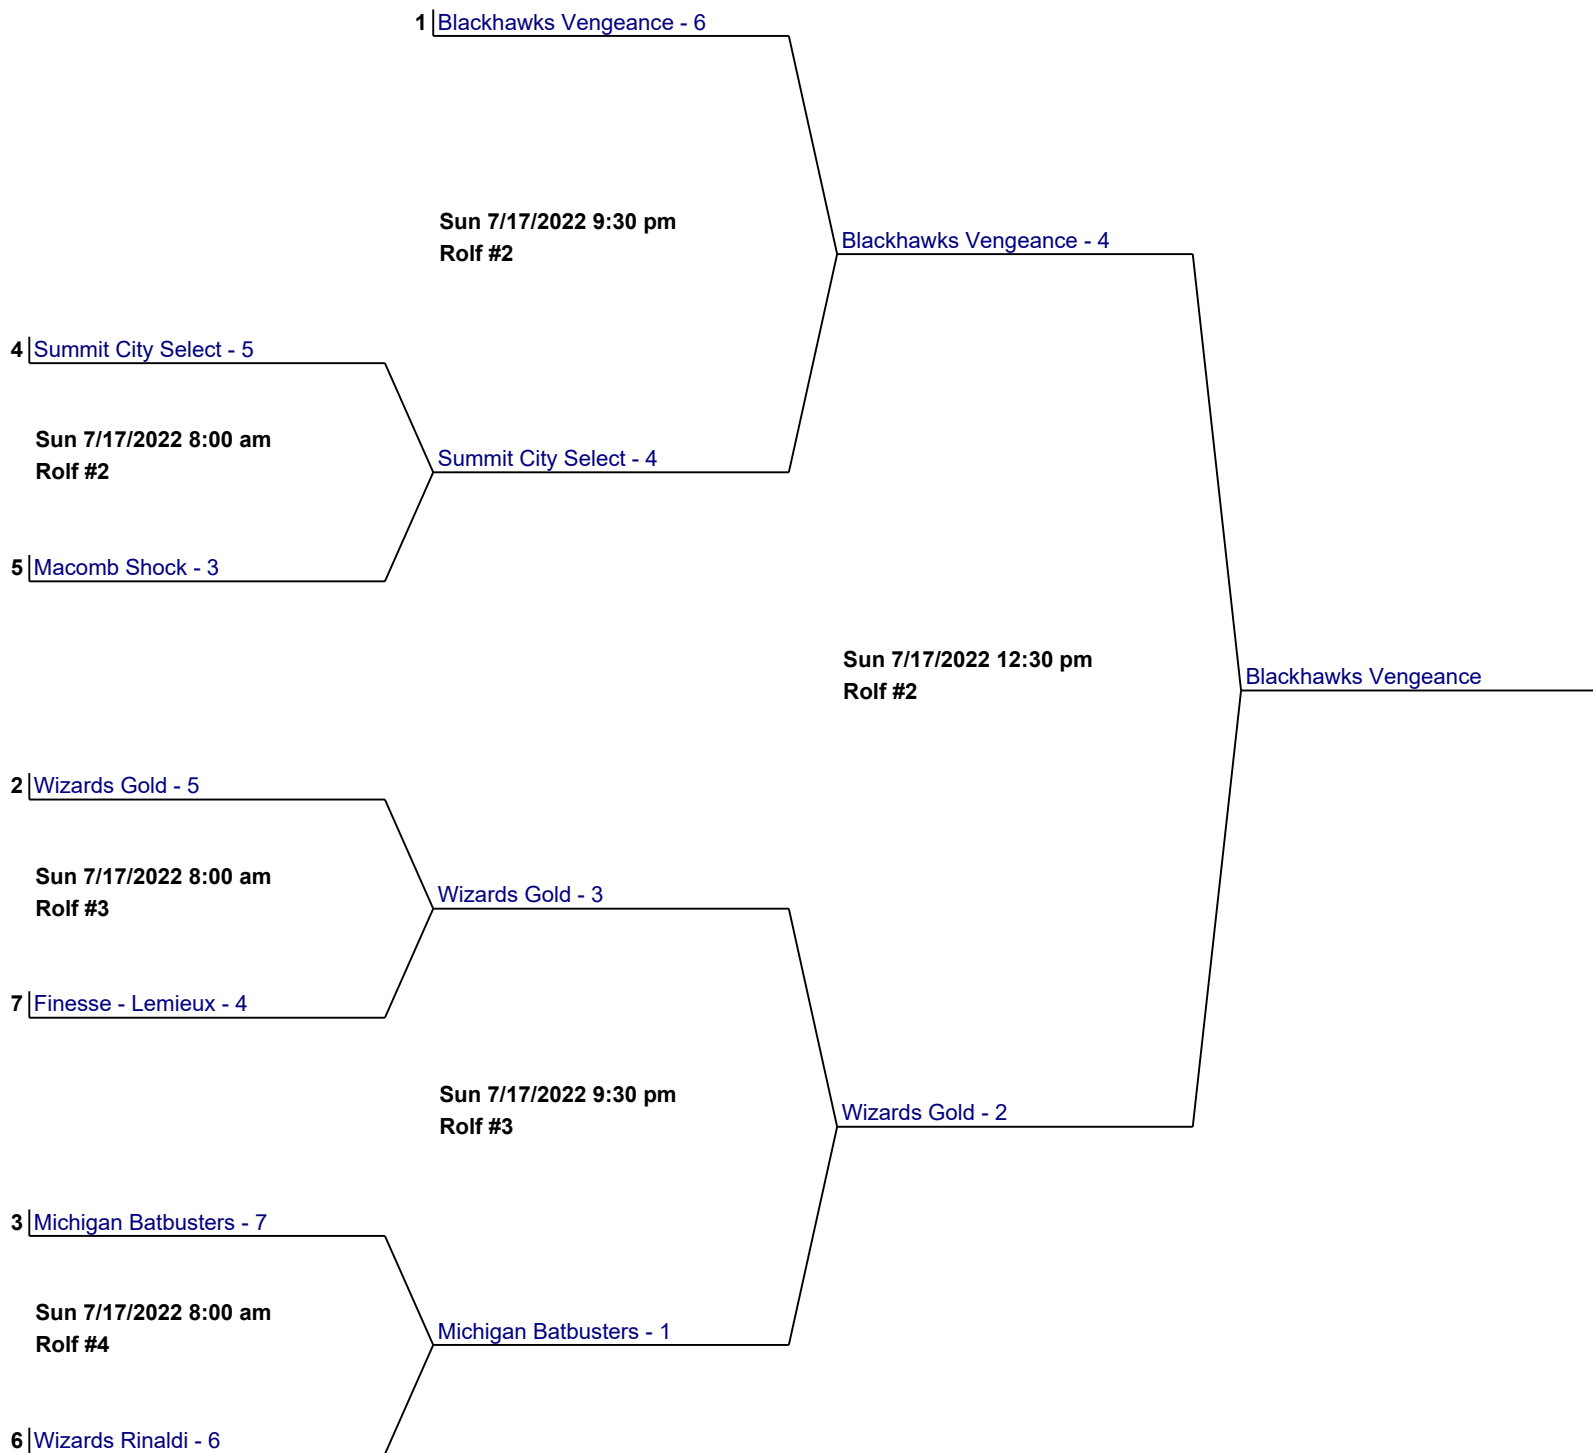 1 Blackhawks Vengeance - 6
Sun 7/17/2022 9:30 pm
Rolf #2
Blackhawks Vengeance - 4
4 Summit City Select - 5
Sun 7/17/2022 8:00 am
Rolf #2
Summit City Select - 4
5 Macomb Shock - 3
Sun 7/17/2022 12:30 pm
Rolf #2
Blackhawks Vengeance
2 Wizards Gold - 5
Sun 7/17/2022 8:00 am
Rolf #3
Wizards Gold - 3
7 Finesse - Lemieux - 4
Sun 7/17/2022 9:30 pm
Rolf #3
Wizards Gold - 2
3 Michigan Batbusters - 7
Sun 7/17/2022 8:00 am
Rolf #4
Michigan Batbusters - 1
6 Wizards Rinaldi - 6